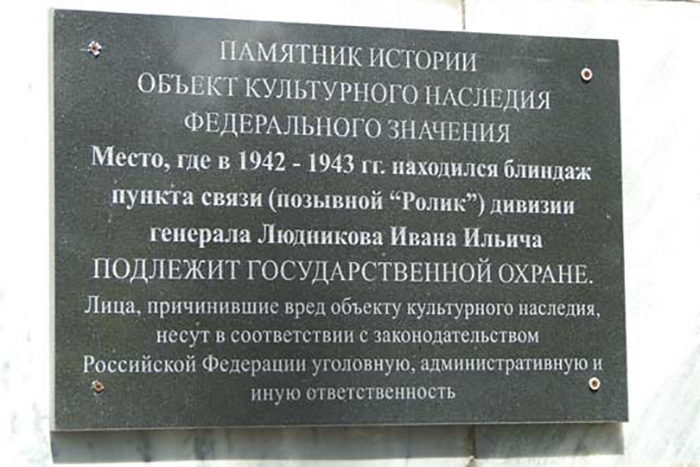 ПАМЯТНИК ИСТОРИИ
ОБЪЕКТ КУЛЬТУРНОГО НАСЛЕДИЯ
ФЕДЕРАЛЬНОГО ЗНАЧЕНИЯ
Место, где в 1942 - 1943 гг. находился блиндаж
пункта связи (позывной “Ролик”) дивизии
генерала Людникова Ивана Ильича
ПОДЛЕЖИТ ГОСУДАРСТВЕННОЙ ОХРАНЕ.
Лица, причинившие вред объекту культурного наследия,
несут в соответствии с законодательством
Российской Федерации уголовную, административную и
иную ответственность